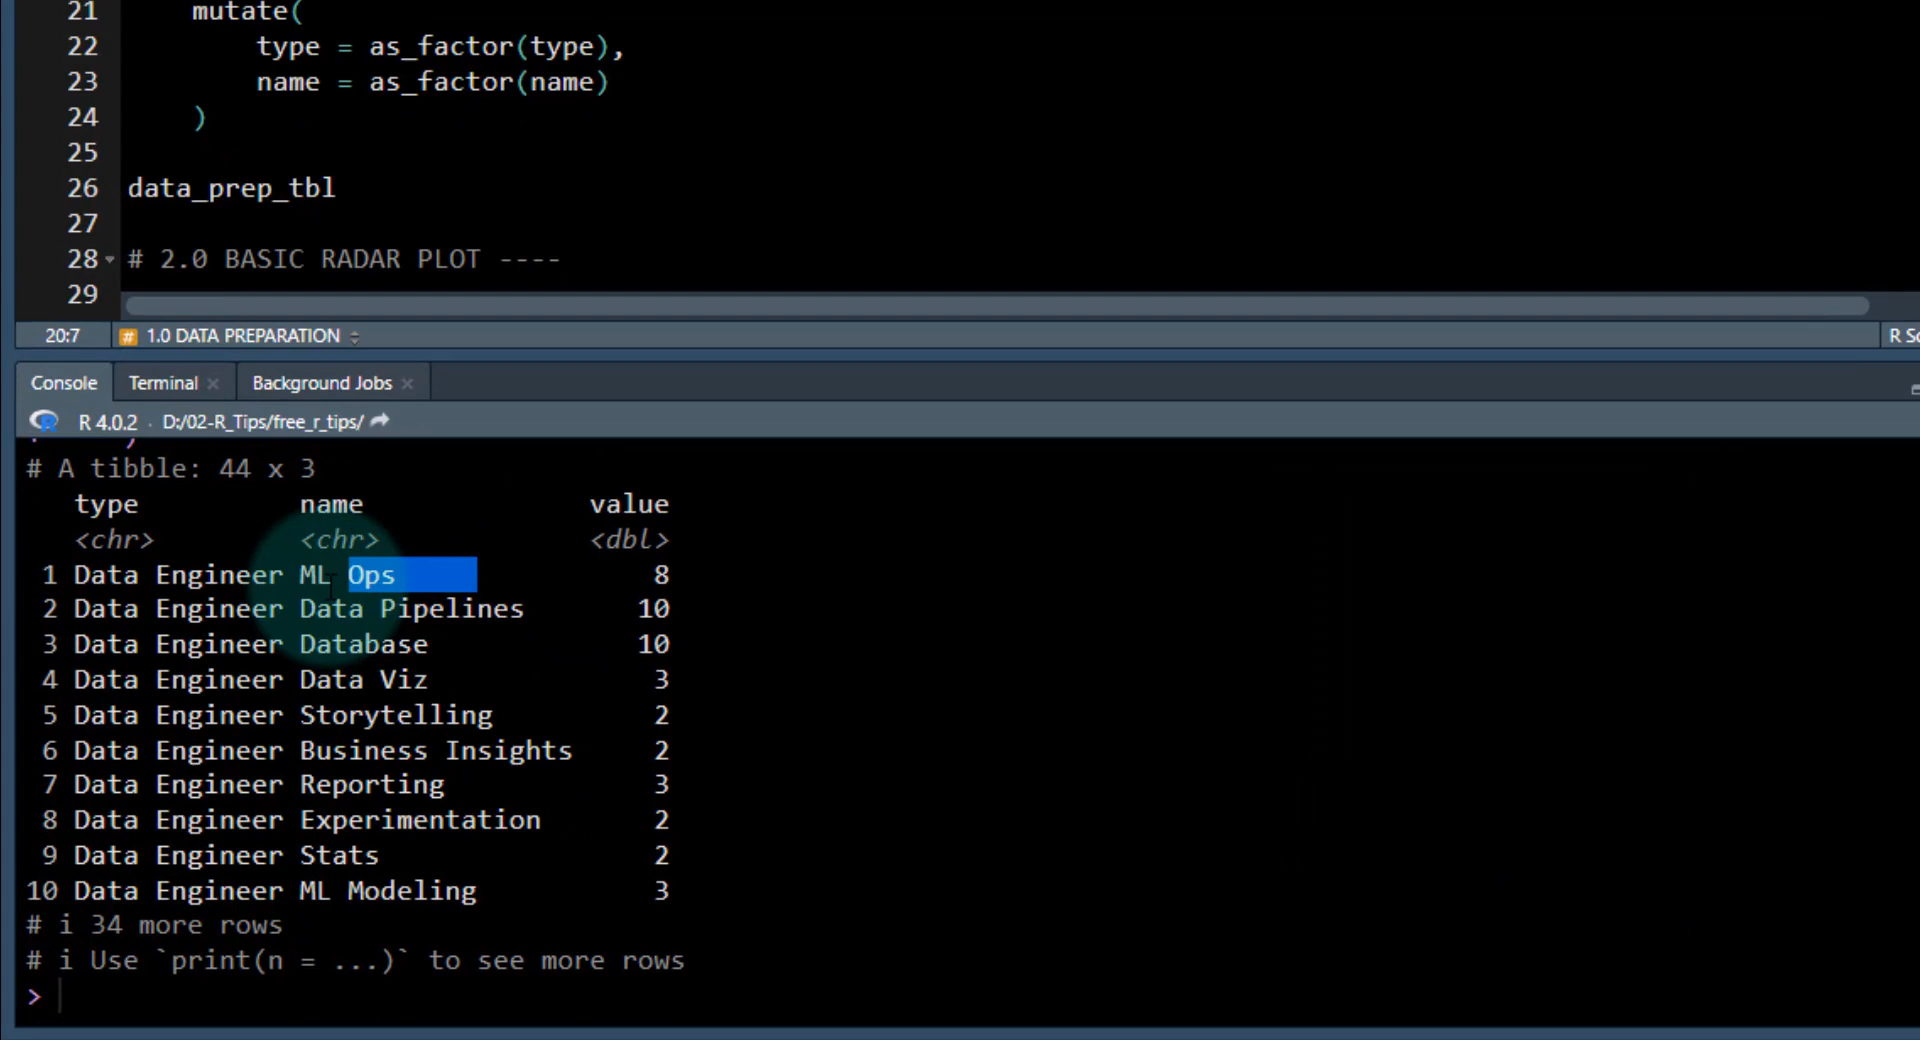 21 mutate(
22 type = as_factor(type),
23 name = as_factor(name)
24 )
25
26 data_prep_tbl
27
28 # 2.0 BASIC RADAR PLOT ----
29
20:7 # 1.0 DATA PREPARATION R Sc
Console Terminal Background Jobs
R R 4.0.2 · D:/02-R_Tips/free_r_tips/
# A tibble: 44 x 3
type name value
<chr> <chr> <dbl>
1 Data Engineer ML Ops 8
2 Data Engineer Data Pipelines 10
3 Data Engineer Database 10
4 Data Engineer Data Viz 3
5 Data Engineer Storytelling 2
6 Data Engineer Business Insights 2
7 Data Engineer Reporting 3
8 Data Engineer Experimentation 2
9 Data Engineer Stats 2
10 Data Engineer ML Modeling 3
# i 34 more rows
# i Use `print(n = ...)` to see more rows
>